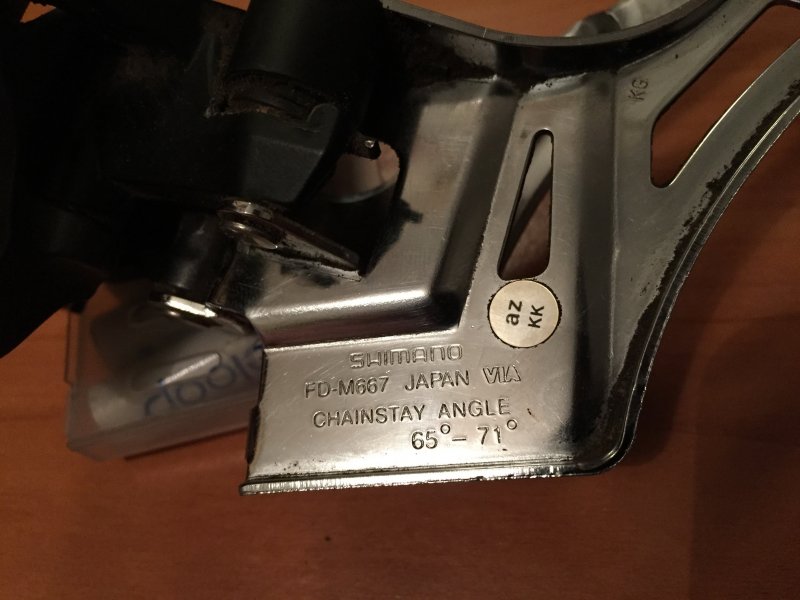 KG
az
KK
SHIMANO
FD-M667 JAPAN VIA
CHAINSTAY ANGLE
65°-71°